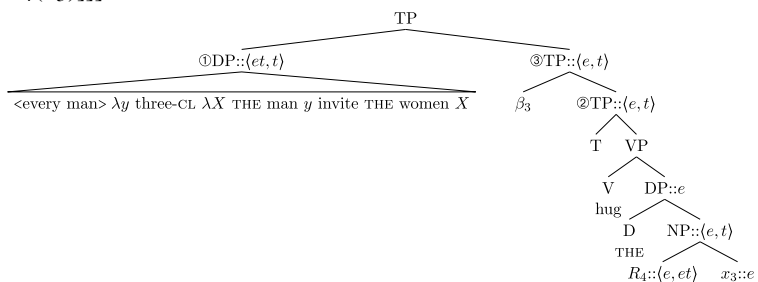 TP
①DP::⟨et, t⟩ ③TP::⟨e, t⟩
<every man> λy three-CL λX THE man y invite THE women X β₃ ②TP::⟨e, t⟩
T VP
V DP::e
hug
D NP::⟨e, t⟩
THE
R₄::⟨e, et⟩ x₃::e